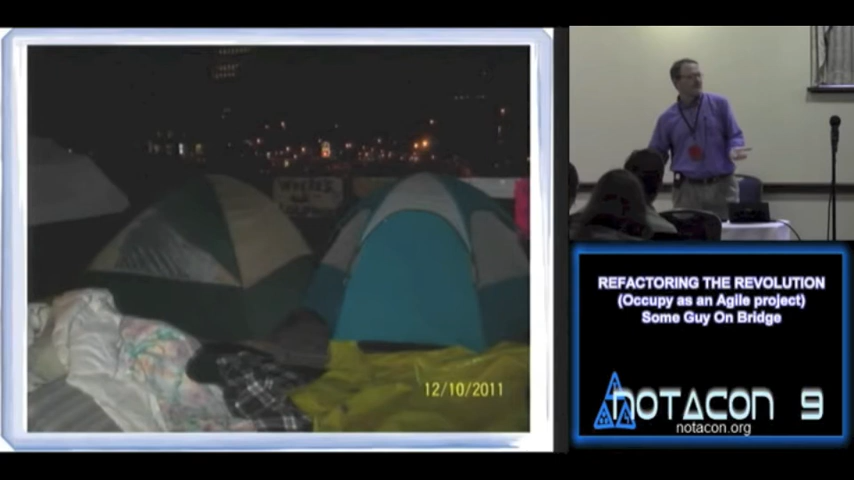 12/10/2011
REFACTORING THE REVOLUTION
(Occupy as an Agile project)
Some Guy On Bridge
NOTACON 9
notacon.org